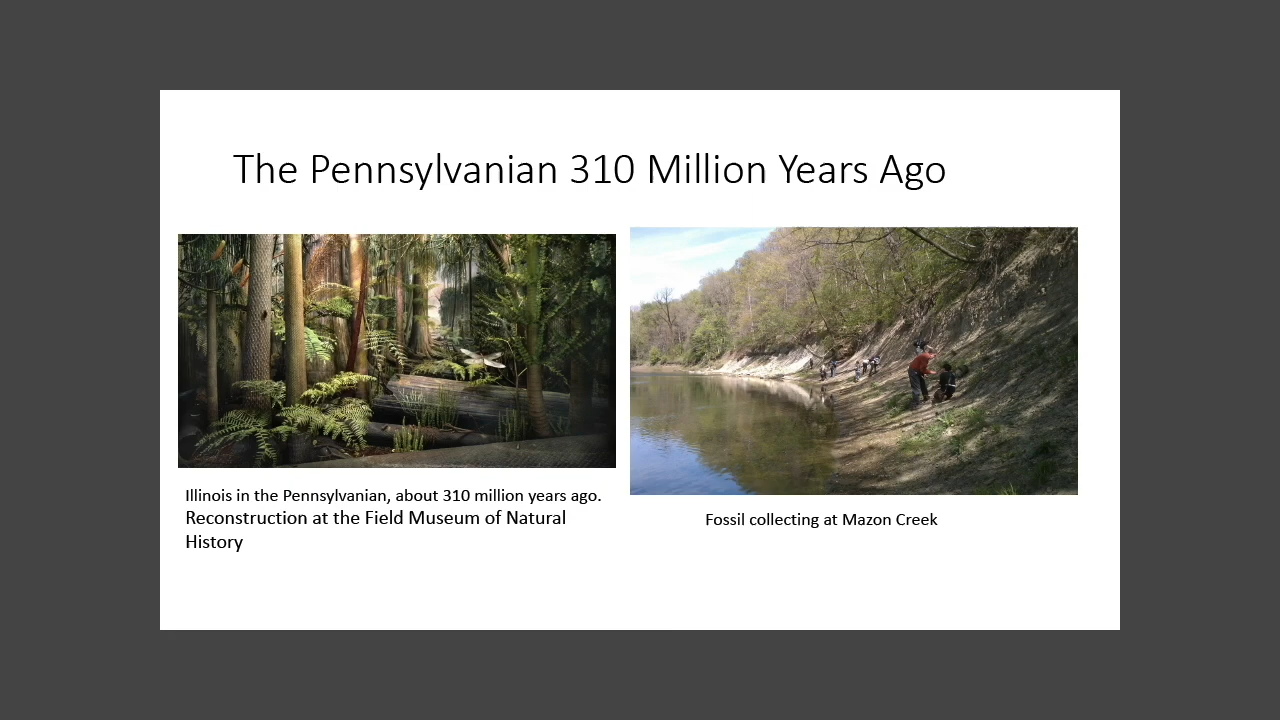 The Pennsylvanian 310 Million Years Ago
Illinois in the Pennsylvanian, about 310 million years ago.
Reconstruction at the Field Museum of Natural
History
Fossil collecting at Mazon Creek